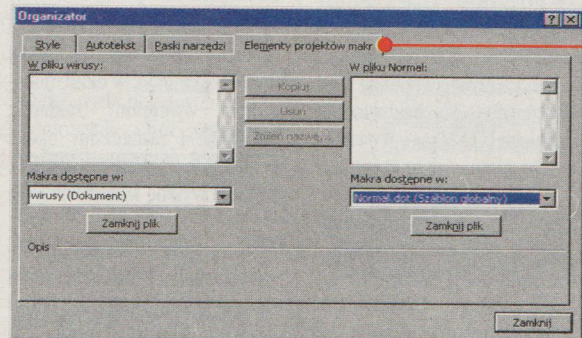 Organizator
Style Autotekst Paski narzędzi Elementy projektów makr
W pliku wirusy:
W pliku Normal:
Kopiuj
Usuń
Zmień nazwę...
Makra dostępne w:
Makra dostępne w:
wirusy (Dokument)
Normal.dot (Szablon globalny)
Zamknij plik
Zamknij plik
Opis
Zamknij